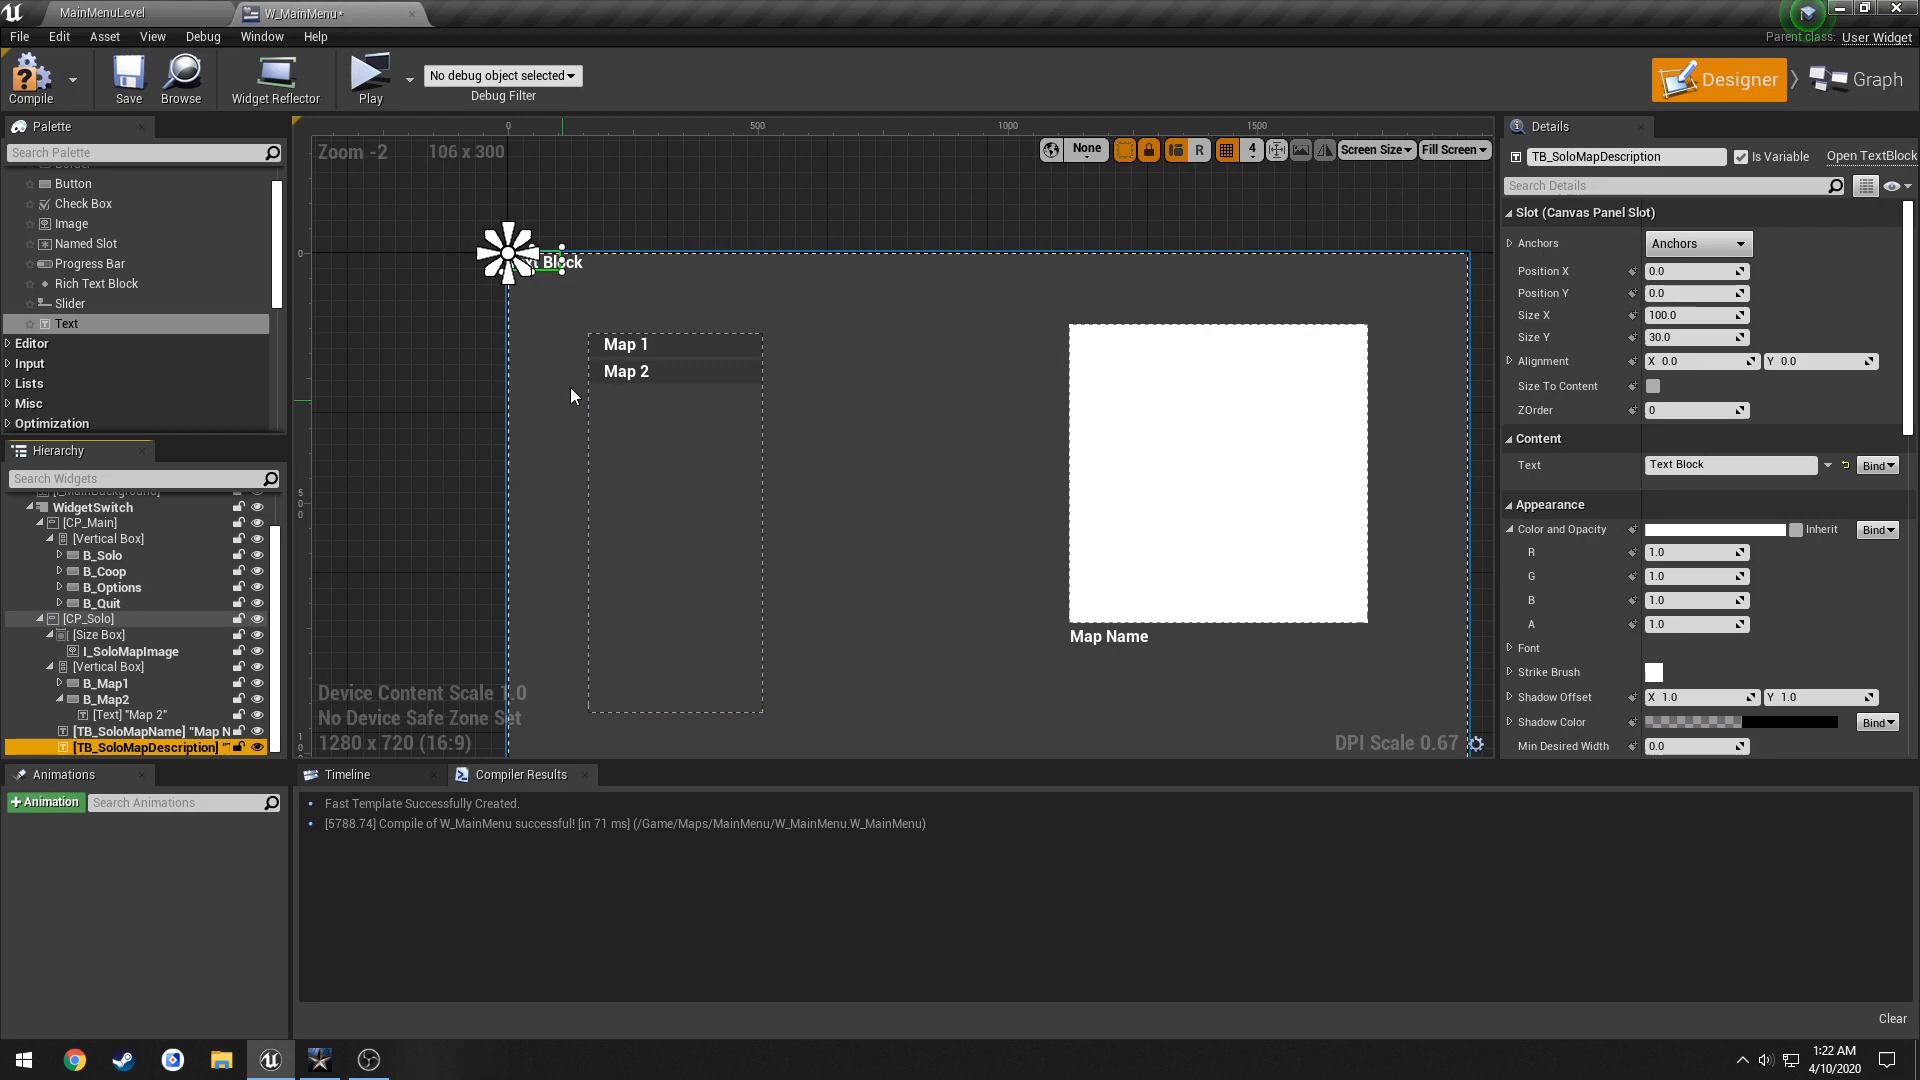 MainMenuLevel
W_MainMenu*
File Edit Asset View Debug Window Help
Parent class: User Widget
Compile
Save
Browse
Widget Reflector
Play
No debug object selected
Debug Filter
Designer
Graph
Palette
Search Palette
Button
Check Box
Image
Named Slot
Progress Bar
Rich Text Block
Slider
Text
Editor
Input
Lists
Misc
Optimization
Hierarchy
Search Widgets
[I_MainBackground]
WidgetSwitch
[CP_Main]
[Vertical Box]
B_Solo
B_Coop
B_Options
B_Quit
[CP_Solo]
[Size Box]
I_SoloMapImage
[Vertical Box]
B_Map1
B_Map2
[Text] "Map 2"
[TB_SoloMapName] "Map N
[TB_SoloMapDescription] "
Animations
+Animation
Search Animations
0 500 1000 1500
Zoom -2
106 x 300
None
R
4
Screen Size
Fill Screen
0
500
Block
Map 1
Map 2
Map Name
Device Content Scale 1.0
No Device Safe Zone Set
1280 x 720 (16:9)
DPI Scale 0.67
Timeline
Compiler Results
Fast Template Successfully Created.
[5788.74] Compile of W_MainMenu successful! [in 71 ms] (/Game/Maps/MainMenu/W_MainMenu.W_MainMenu)
Clear
Details
TB_SoloMapDescription
Is Variable
Open TextBlock
Search Details
Slot (Canvas Panel Slot)
Anchors Anchors
Position X 0.0
Position Y 0.0
Size X 100.0
Size Y 30.0
Alignment X 0.0 Y 0.0
Size To Content
ZOrder 0
Content
Text Text Block Bind
Appearance
Color and Opacity Inherit Bind
R 1.0
G 1.0
B 1.0
A 1.0
Font
Strike Brush
Shadow Offset X 1.0 Y 1.0
Shadow Color Bind
Min Desired Width 0.0
1:22 AM
4/10/2020